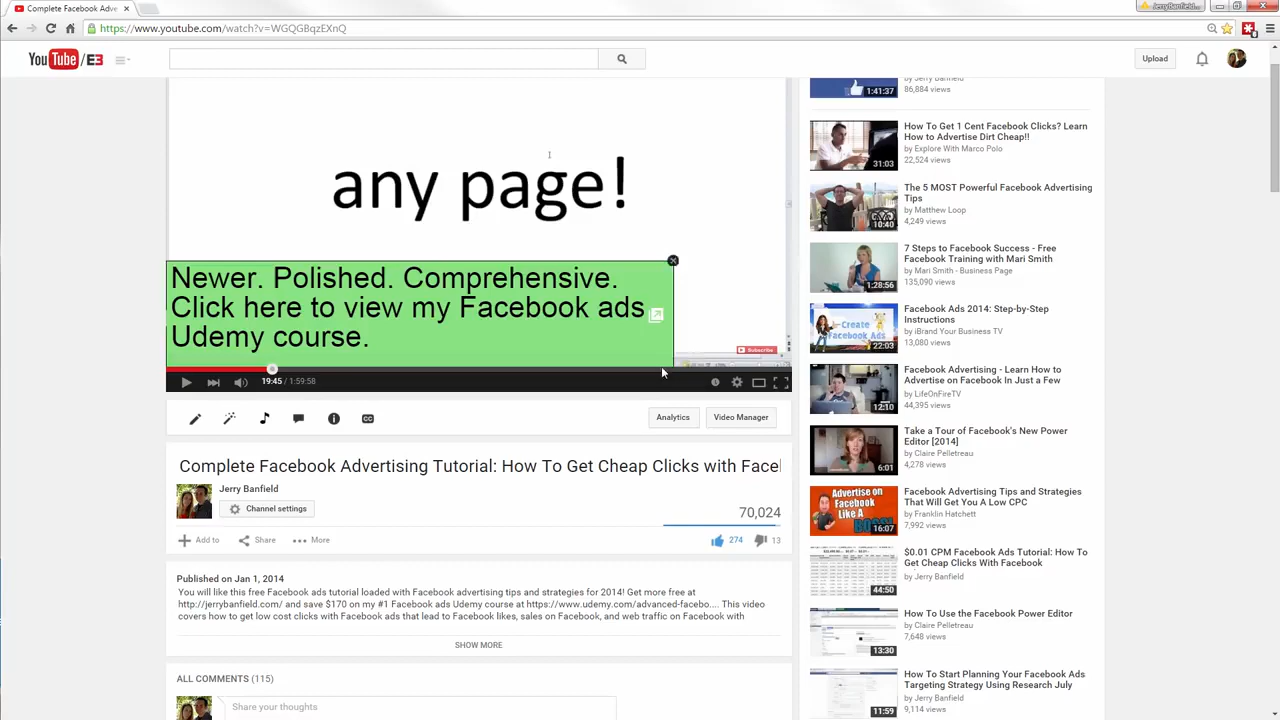 Complete Facebook Adve
JerryBanfield...
https://www.youtube.com/watch?v=WGQGBqzEXnQ
YouTube /E3
Upload
any page!
Newer. Polished. Comprehensive.
Click here to view my Facebook ads
Udemy course.
Subscribe
19:45 / 1:59:58
Analytics
Video Manager
Complete Facebook Advertising Tutorial: How To Get Cheap Clicks with Facel
Jerry Banfield
Channel settings
70,024
Add to
Share
More
274
13
Published on Jun 1, 2014
get more free at
http://jerrybanfield.com/ and save $170 on my #1 Facebook ads Udemy course at https://www.udemy.com/advanced-facebo.... This video
how to get low cost clicks with Facebook ads that lead to Facebook likes, sales on Facebook, and web traffic on Facebook with
SHOW MORE
ALL COMMENTS (115)
Share your thoughts
1:41:37
by Jerry Banfield
86,884 views
31:03
How To Get 1 Cent Facebook Clicks? Learn
How to Advertise Dirt Cheap!!
by Explore With Marco Polo
22,524 views
10:40
The 5 MOST Powerful Facebook Advertising
Tips
by Matthew Loop
4,249 views
1:28:56
7 Steps to Facebook Success - Free
Facebook Training with Mari Smith
by Mari Smith - Business Page
135,090 views
Create
Facebook Ads
22:03
Facebook Ads 2014: Step-by-Step
Instructions
by iBrand Your Business TV
13,080 views
12:10
Facebook Advertising - Learn How to
Advertise on Facebook In Just a Few
by LifeOnFireTV
44,395 views
6:01
Take a Tour of Facebook's New Power
Editor [2014]
by Claire Pelletreau
4,278 views
Advertise on
Facebook
Like A
16:07
Facebook Advertising Tips and Strategies
That Will Get You A Low CPC
by Franklin Hatchett
7,992 views
44:50
$0.01 CPM Facebook Ads Tutorial: How To
Get Cheap Clicks With Facebook
by Jerry Banfield
13:30
How To Use the Facebook Power Editor
by Claire Pelletreau
7,648 views
11:59
How To Start Planning Your Facebook Ads
Targeting Strategy Using Research July
by Jerry Banfield
9,114 views